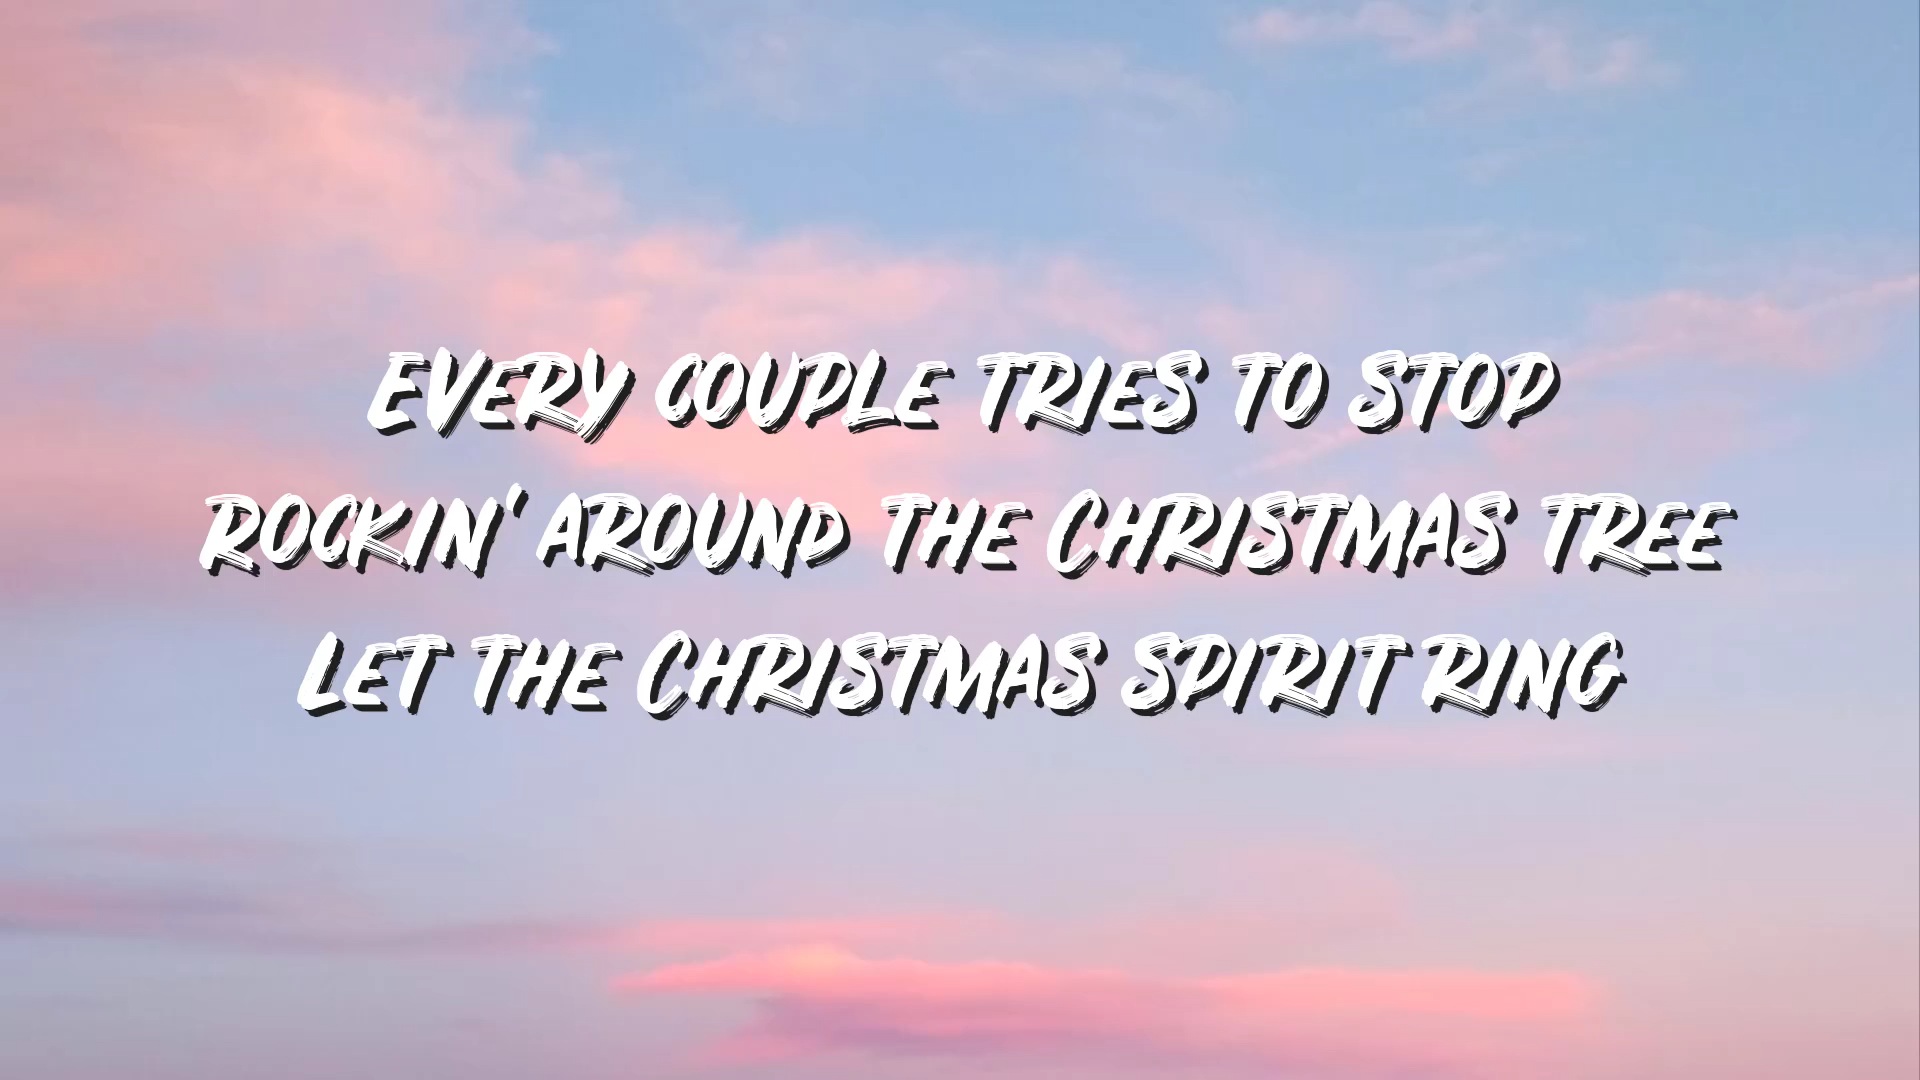 EVERY COUPLE TRIES TO STOP
ROCKIN' AROUND THE CHRISTMAS TREE
LET THE CHRISTMAS SPIRIT RING